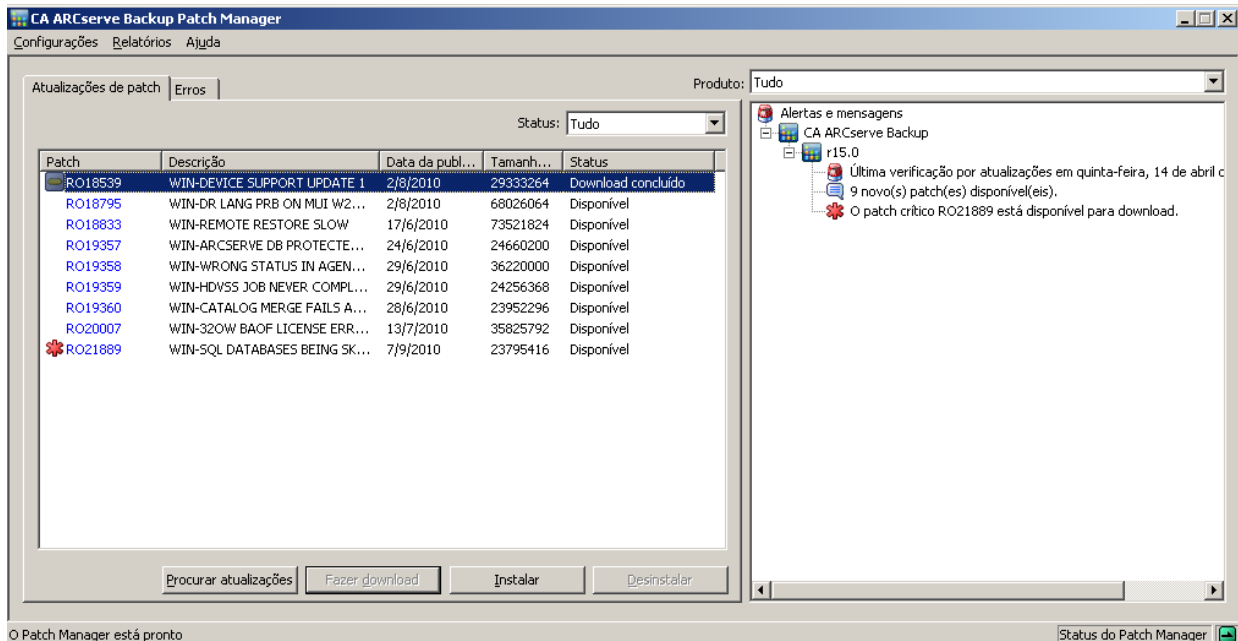 CA ARCserve Backup Patch Manager
Configurações Relatórios Ajuda
Atualizações de patch Erros
Produto: Tudo
Status: Tudo
Patch Descrição Data da publ... Tamanh... Status
RO18539 WIN-DEVICE SUPPORT UPDATE 1 2/8/2010 29333264 Download concluído
RO18795 WIN-DR LANG PRB ON MUI W2... 2/8/2010 68026064 Disponível
RO18833 WIN-REMOTE RESTORE SLOW 17/6/2010 73521824 Disponível
RO19357 WIN-ARCSERVE DB PROTECTE... 24/6/2010 24660200 Disponível
RO19358 WIN-WRONG STATUS IN AGEN... 29/6/2010 36220000 Disponível
RO19359 WIN-HDVSS JOB NEVER COMPL... 29/6/2010 24256368 Disponível
RO19360 WIN-CATALOG MERGE FAILS A... 28/6/2010 23952296 Disponível
RO20007 WIN-32OW BAOF LICENSE ERR... 13/7/2010 35825792 Disponível
RO21889 WIN-SQL DATABASES BEING SK... 7/9/2010 23795416 Disponível
Procurar atualizações Fazer download Instalar Desinstalar
Alertas e mensagens
CA ARCserve Backup
r15.0
Última verificação por atualizações em quinta-feira, 14 de abril c
9 novo(s) patch(es) disponível(eis).
O patch crítico RO21889 está disponível para download.
O Patch Manager está pronto
Status do Patch Manager